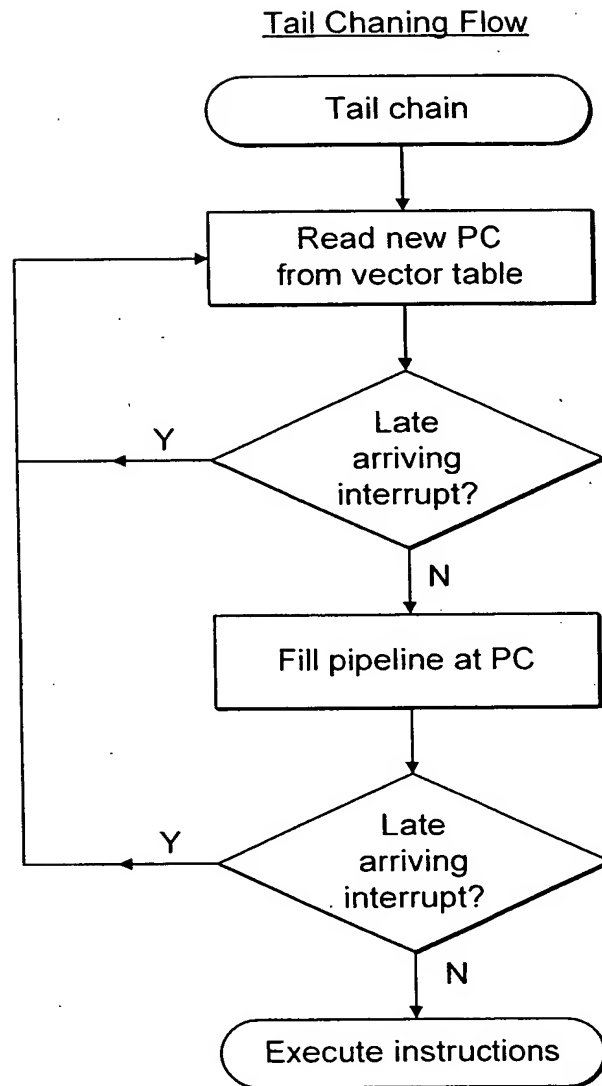 Tail Chaning Flow
Tail chain
Read new PC
from vector table
Late
arriving
interrupt?
Y
N
Fill pipeline at PC
Late
arriving
interrupt?
Y
N
Execute instructions